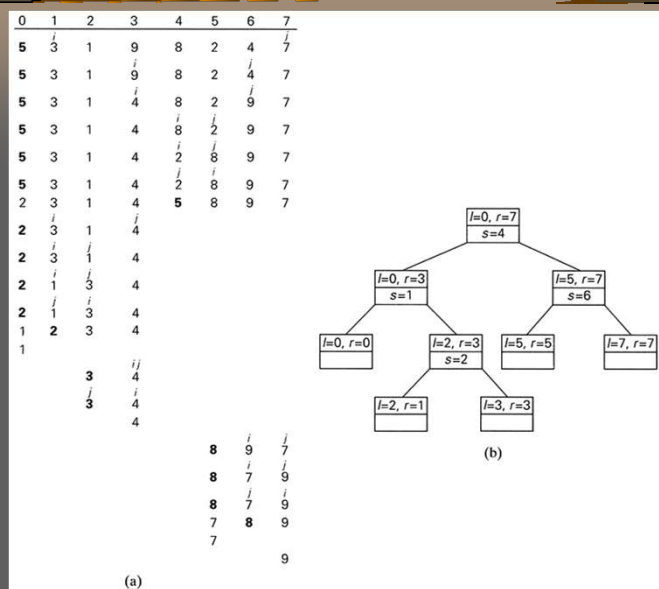 0 1 2 3 4 5 6 7
i j
5 3 1 9 8 2 4 7
i j
5 3 1 9 8 2 4 7
i j
5 3 1 4 8 2 9 7
i j
5 3 1 4 8 2 9 7
i j
5 3 1 4 2 8 9 7
j i
5 3 1 4 2 8 9 7
2 3 1 4 5 8 9 7
i j
2 3 1 4
i j
2 3 1 4
i j
2 1 3 4
j i
2 1 3 4
1 2 3 4
1
ij
3 4
j i
3 4
4
i j
8 9 7
i j
8 7 9
j i
8 7 9
7 8 9
7
9
(a)
l=0, r=7
s=4
l=0, r=3
s=1
l=5, r=7
s=6
l=0, r=0
l=2, r=3
s=2
l=5, r=5
l=7, r=7
l=2, r=1
l=3, r=3
(b)